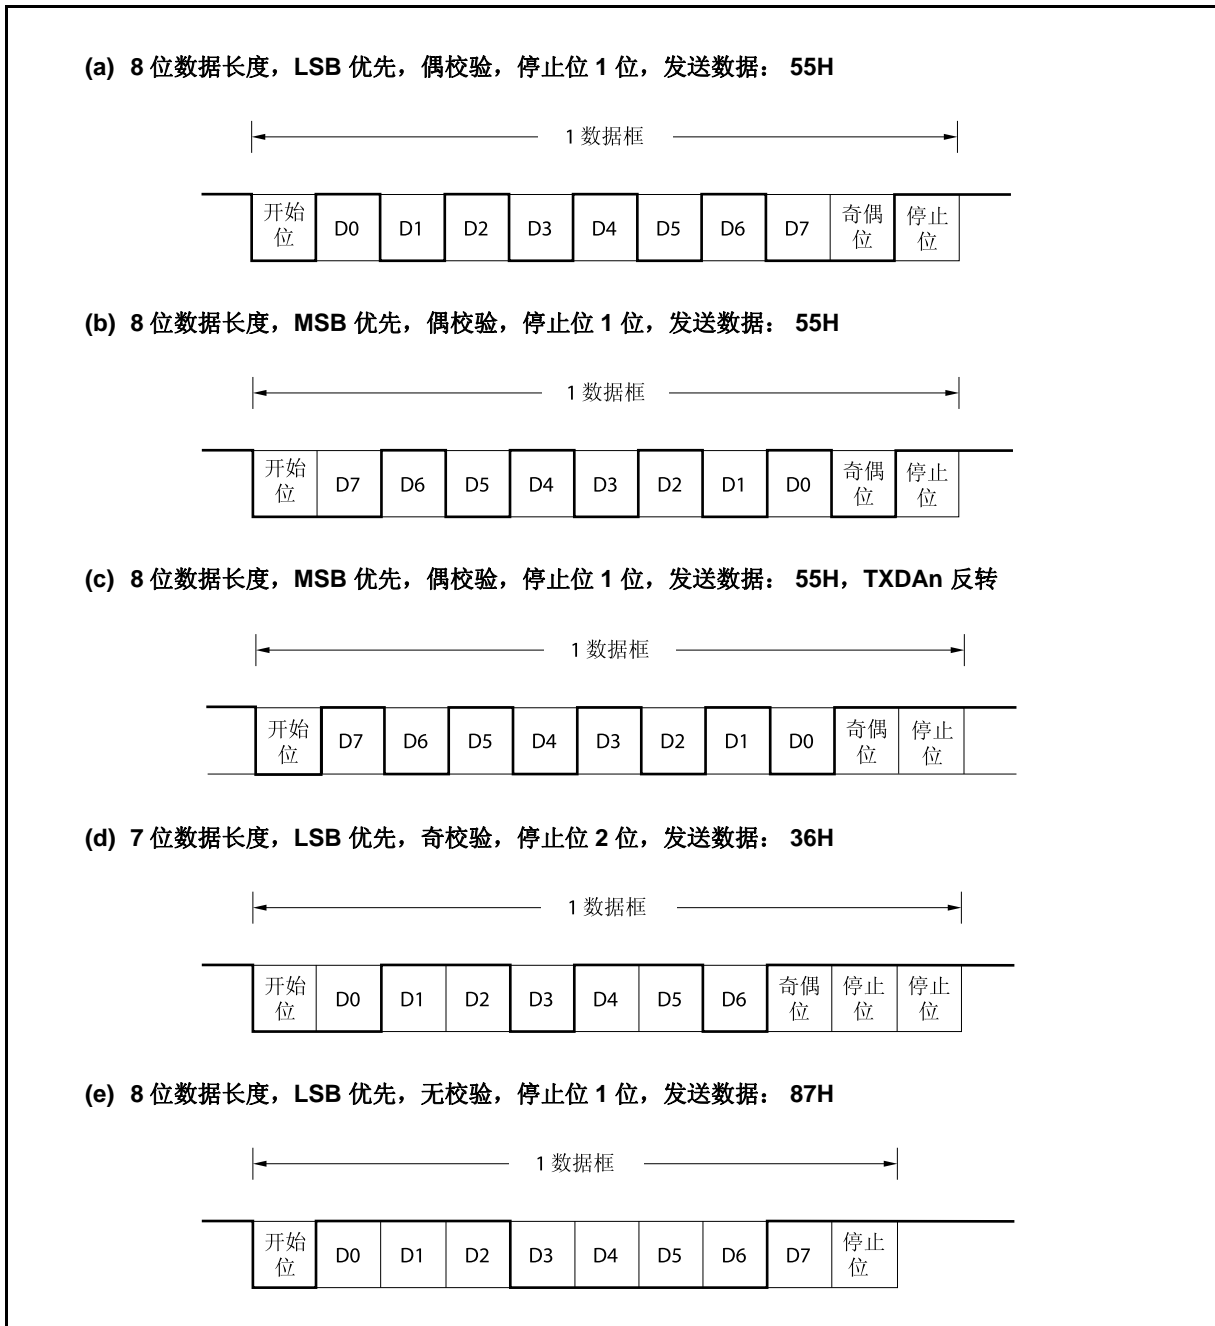 (a) 8 位数据长度，LSB 优先，偶校验，停止位 1 位，发送数据： 55H
1 数据框
开始位 D0 D1 D2 D3 D4 D5 D6 D7 奇偶位 停止位
(b) 8 位数据长度，MSB 优先，偶校验，停止位 1 位，发送数据： 55H
1 数据框
开始位 D7 D6 D5 D4 D3 D2 D1 D0 奇偶位 停止位
(c) 8 位数据长度，MSB 优先，偶校验，停止位 1 位，发送数据： 55H，TXDAn 反转
1 数据框
开始位 D7 D6 D5 D4 D3 D2 D1 D0 奇偶位 停止位
(d) 7 位数据长度，LSB 优先，奇校验，停止位 2 位，发送数据： 36H
1 数据框
开始位 D0 D1 D2 D3 D4 D5 D6 奇偶位 停止位 停止位
(e) 8 位数据长度，LSB 优先，无校验，停止位 1 位，发送数据： 87H
1 数据框
开始位 D0 D1 D2 D3 D4 D5 D6 D7 停止位